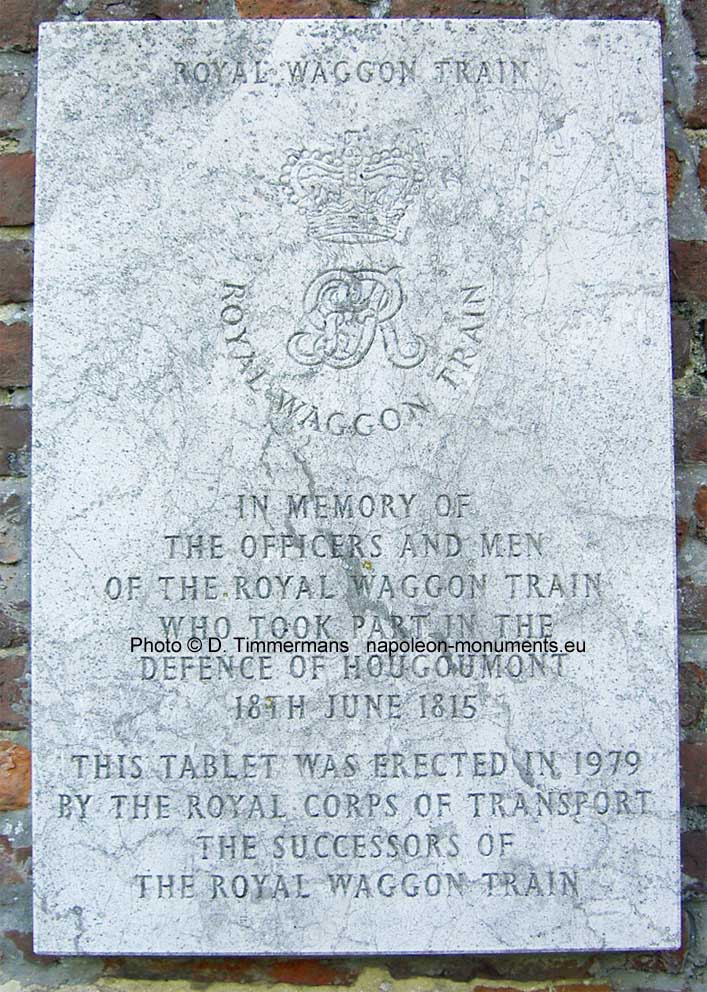 ROYAL WAGGON TRAIN
GR
ROYAL WAGGON TRAIN
IN MEMORY OF
THE OFFICERS AND MEN
OF THE ROYAL WAGGON TRAIN
WHO TOOK PART IN THE
Photo © D. Timmermans napoleon-monuments.eu
DEFENCE OF HOUGOUMONT
18TH JUNE 1815
THIS TABLET WAS ERECTED IN 1979
BY THE ROYAL CORPS OF TRANSPORT
THE SUCCESSORS OF
THE ROYAL WAGGON TRAIN